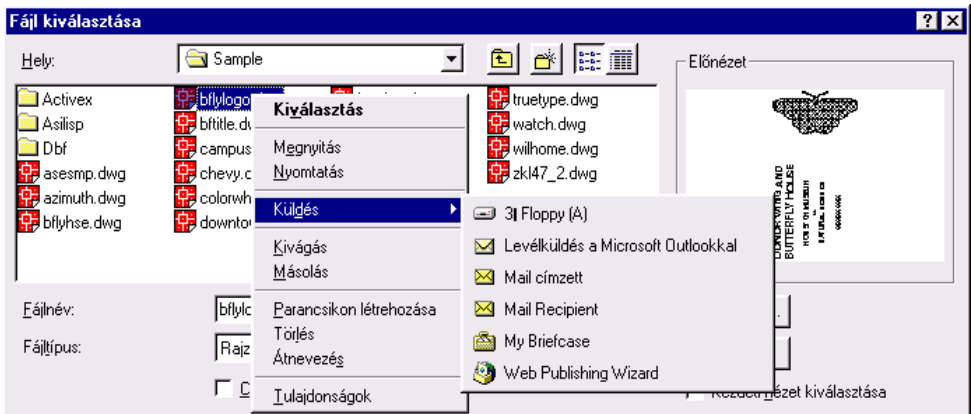 Fájl kiválasztása
Hely:
Sample
Előnézet
Activex
Asilisp
Dbf
asesmp.dwg
azimuth.dwg
bflyhse.dwg
bflylogo
bftitle.dw
campus
chevy.c
colorwh
downto
truetype.dwg
watch.dwg
wilhome.dwg
zkl47_2.dwg
Kiválasztás
Megnyitás
Nyomtatás
Küldés
Kivágás
Másolás
Parancsikon létrehozása
Törlés
Átnevezés
Tulajdonságok
3½ Floppy (A)
Levélküldés a Microsoft Outlookkal
Mail címzett
Mail Recipient
My Briefcase
Web Publishing Wizard
BUTTERFLY HOUSE
Fájlnév:
bflylo
Fájltípus:
Rajz
Kezdeti nézet kiválasztása